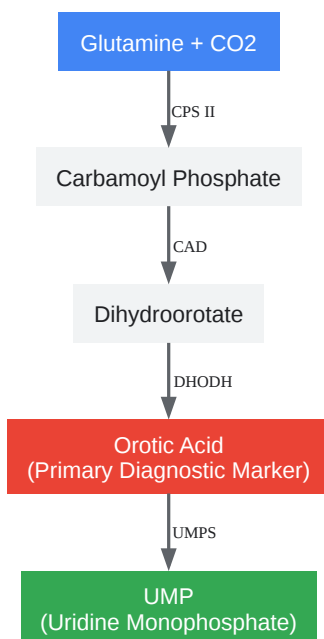 Glutamine + CO2
CPS II
Carbamoyl Phosphate
CAD
Dihydroorotate
DHODH
Orotic Acid
(Primary Diagnostic Marker)
UMPS
UMP
(Uridine Monophosphate)